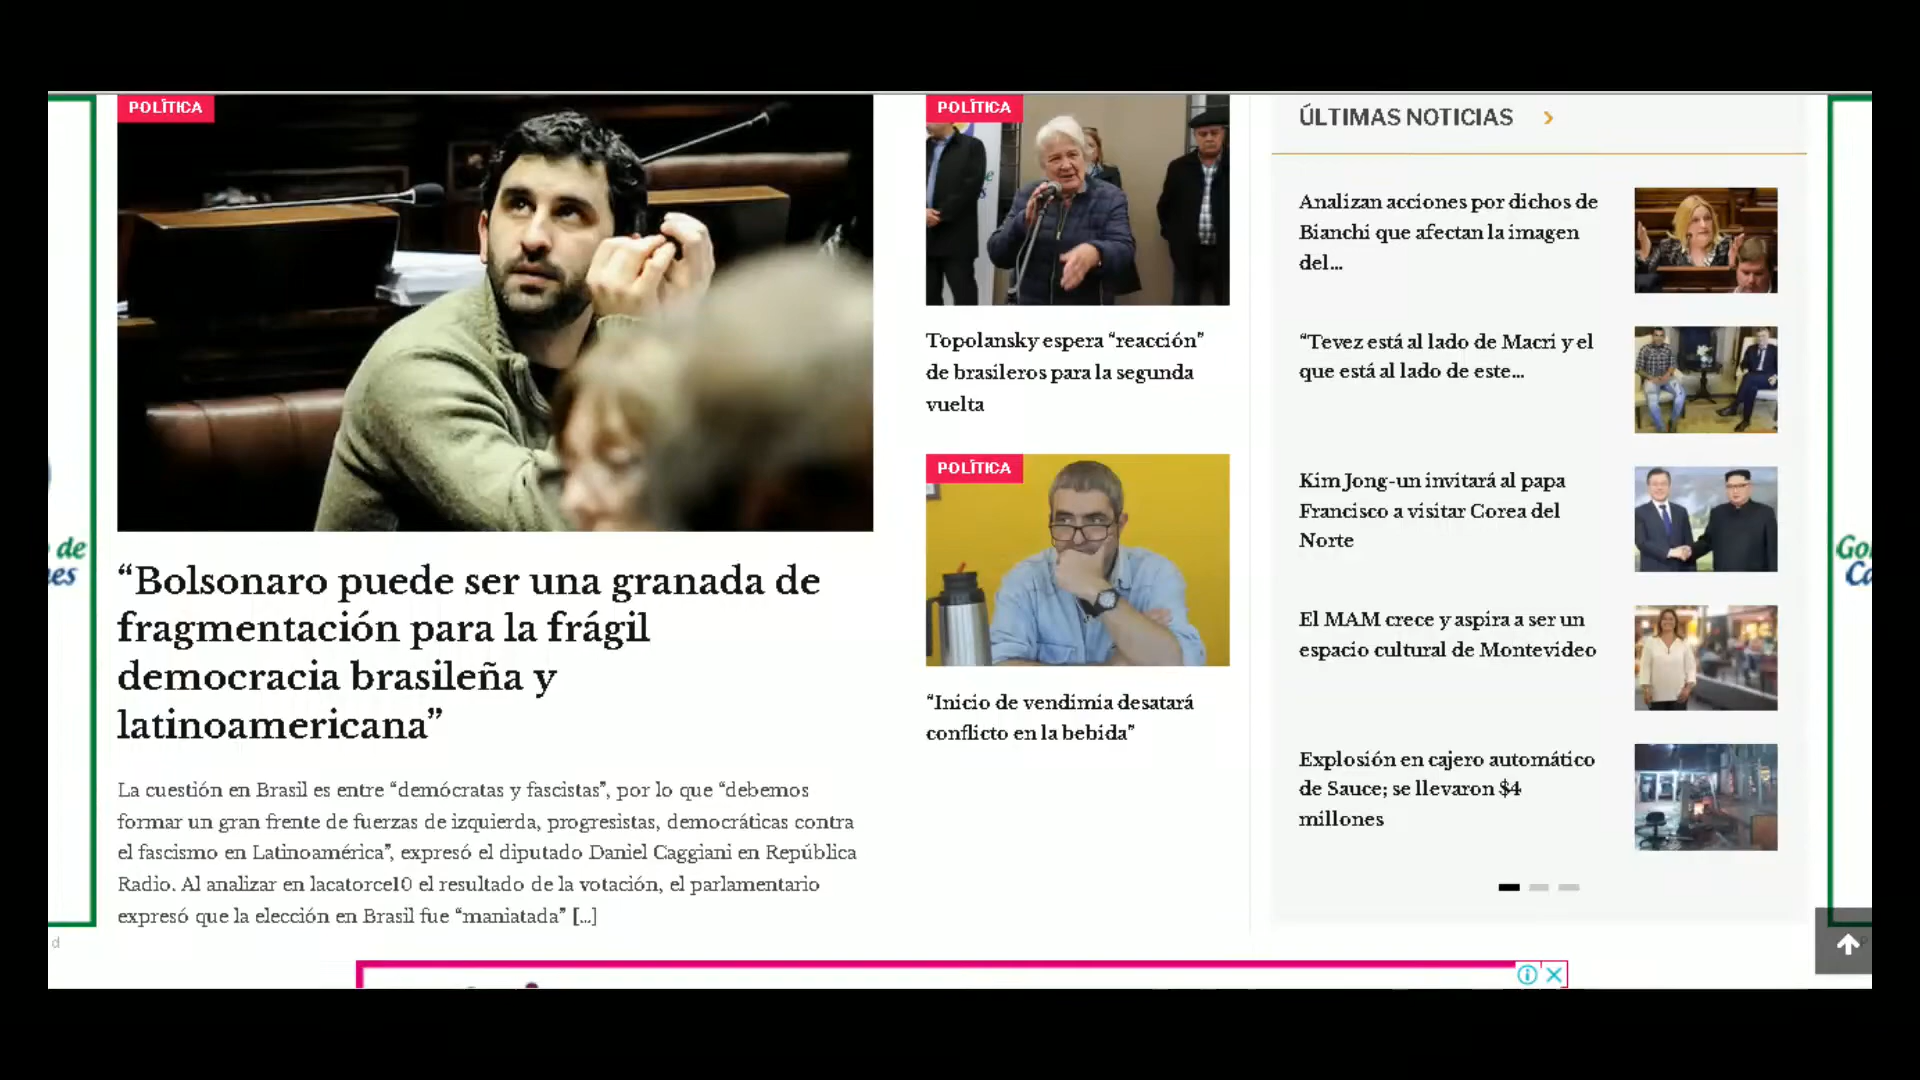 POLÍTICA
“Bolsonaro puede ser una granada de
fragmentación para la frágil
democracia brasileña y
latinoamericana”
La cuestión en Brasil es entre “demócratas y fascistas”, por lo que “debemos
formar un gran frente de fuerzas de izquierda, progresistas, democráticas contra
el fascismo en Latinoamérica”, expresó el diputado Daniel Caggiani en República
Radio. Al analizar en lacatorce10 el resultado de la votación, el parlamentario
expresó que la elección en Brasil fue “maniatada” [...]
POLÍTICA
Topolansky espera “reacción”
de brasileros para la segunda
vuelta
POLÍTICA
“Inicio de vendimia desatará
conflicto en la bebida”
ÚLTIMAS NOTICIAS
Analizan acciones por dichos de
Bianchi que afectan la imagen
del...
“Tevez está al lado de Macri y el
que está al lado de este...
Kim Jong-un invitará al papa
Francisco a visitar Corea del
Norte
El MAM crece y aspira a ser un
espacio cultural de Montevideo
Explosión en cajero automático
de Sauce; se llevaron $4
millones
de